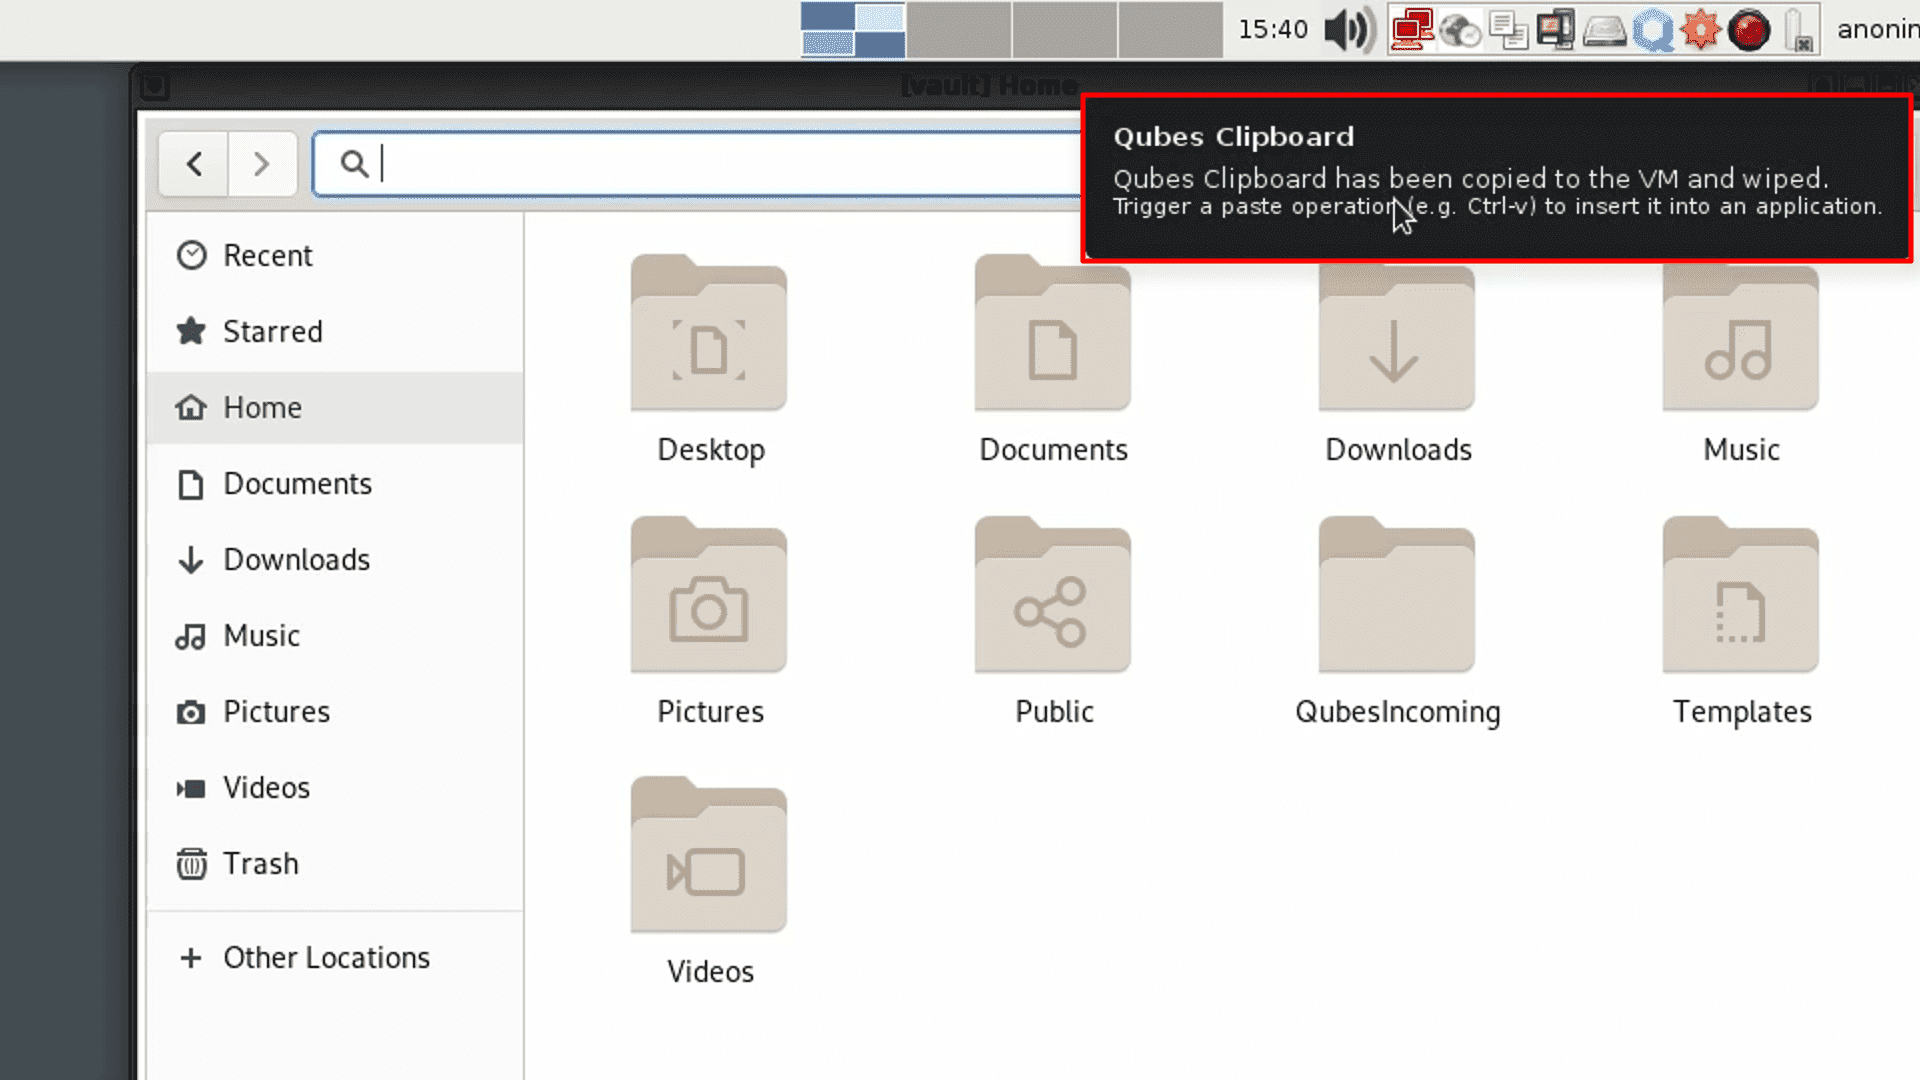 15:40
anonin
[vault] Home
Qubes Clipboard
Qubes Clipboard has been copied to the VM and wiped.
Trigger a paste operation (e.g. Ctrl-v) to insert it into an application.
Recent
Starred
Home
Documents
Downloads
Music
Pictures
Videos
Trash
Other Locations
Desktop
Documents
Downloads
Music
Pictures
Public
QubesIncoming
Templates
Videos